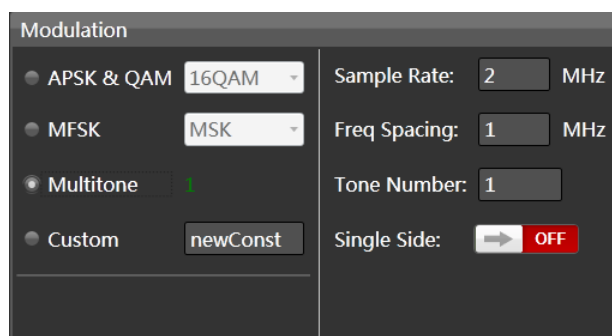 Modulation
APSK & QAM 16QAM
MFSK MSK
Multitone 1
Custom newConst
Sample Rate: 2 MHz
Freq Spacing: 1 MHz
Tone Number: 1
Single Side: OFF